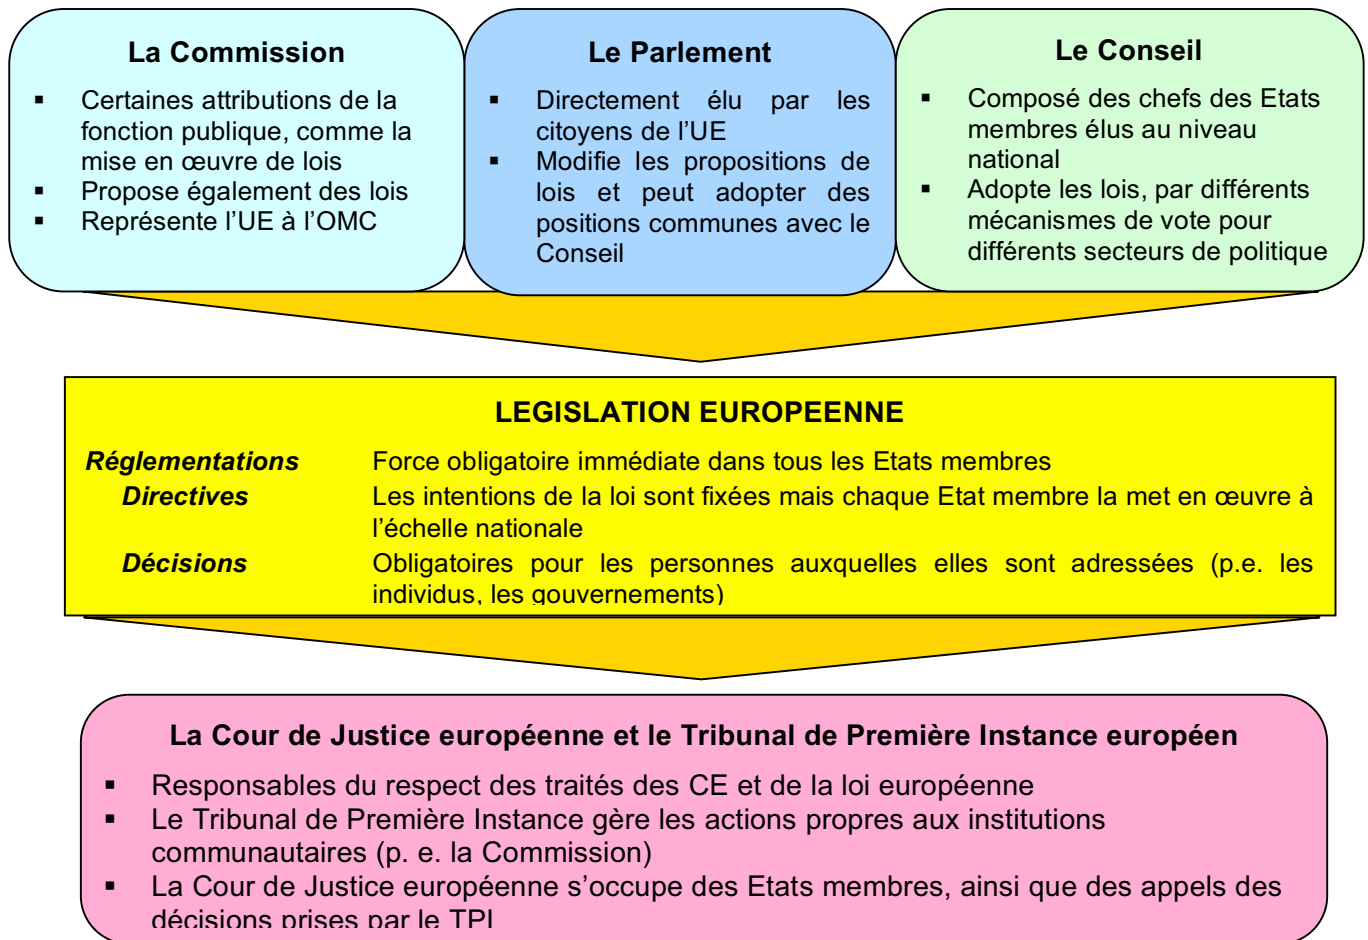 La Commission
▪ Certaines attributions de la
fonction publique, comme la
mise en œuvre de lois
▪ Propose également des lois
▪ Représente l’UE à l’OMC
Le Parlement
▪ Directement élu par les
citoyens de l’UE
▪ Modifie les propositions de
lois et peut adopter des
positions communes avec le
Conseil
Le Conseil
▪ Composé des chefs des Etats
membres élus au niveau
national
▪ Adopte les lois, par différents
mécanismes de vote pour
différents secteurs de politique
LEGISLATION EUROPEENNE
Réglementations Force obligatoire immédiate dans tous les Etats membres
Directives Les intentions de la loi sont fixées mais chaque Etat membre la met en œuvre à
l’échelle nationale
Décisions Obligatoires pour les personnes auxquelles elles sont adressées (p.e. les
individus, les gouvernements)
La Cour de Justice européenne et le Tribunal de Première Instance européen
▪ Responsables du respect des traités des CE et de la loi européenne
▪ Le Tribunal de Première Instance gère les actions propres aux institutions
communautaires (p. e. la Commission)
▪ La Cour de Justice européenne s’occupe des Etats membres, ainsi que des appels des
décisions prises par le TPI